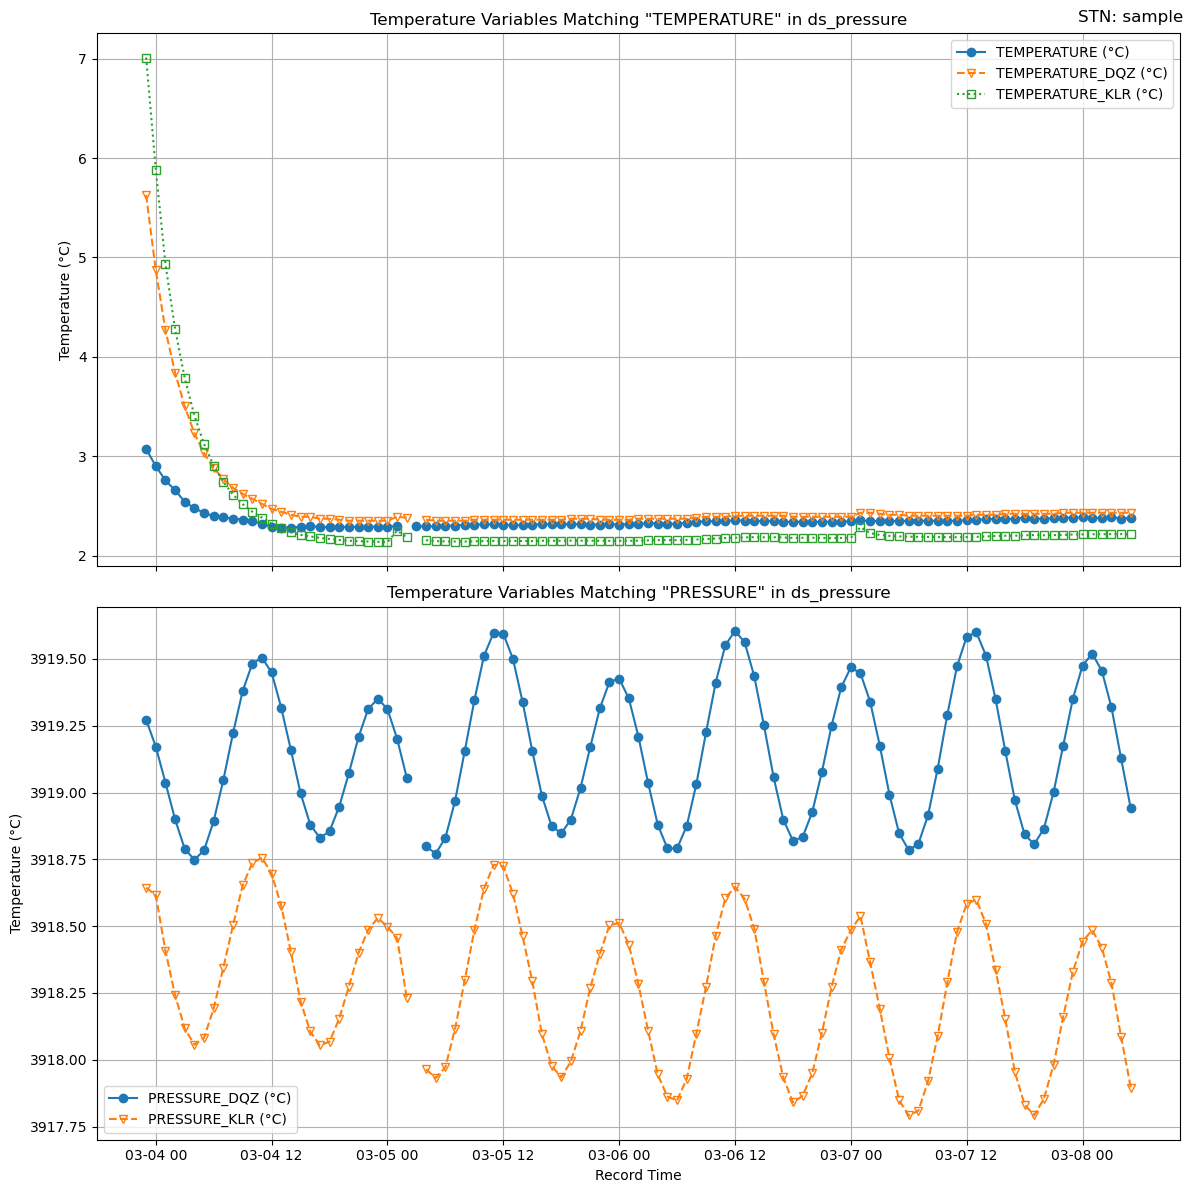 STN: sample
Temperature Variables Matching "TEMPERATURE" in ds_pressure
TEMPERATURE (°C)
TEMPERATURE_DQZ (°C)
TEMPERATURE_KLR (°C)
Temperature (°C)
7
6
5
4
3
2
Temperature Variables Matching "PRESSURE" in ds_pressure
Temperature (°C)
3919.50
3919.25
3919.00
3918.75
3918.50
3918.25
3918.00
3917.75
PRESSURE_DQZ (°C)
PRESSURE_KLR (°C)
03-04 00
03-04 12
03-05 00
03-05 12
03-06 00
03-06 12
03-07 00
03-07 12
03-08 00
Record Time